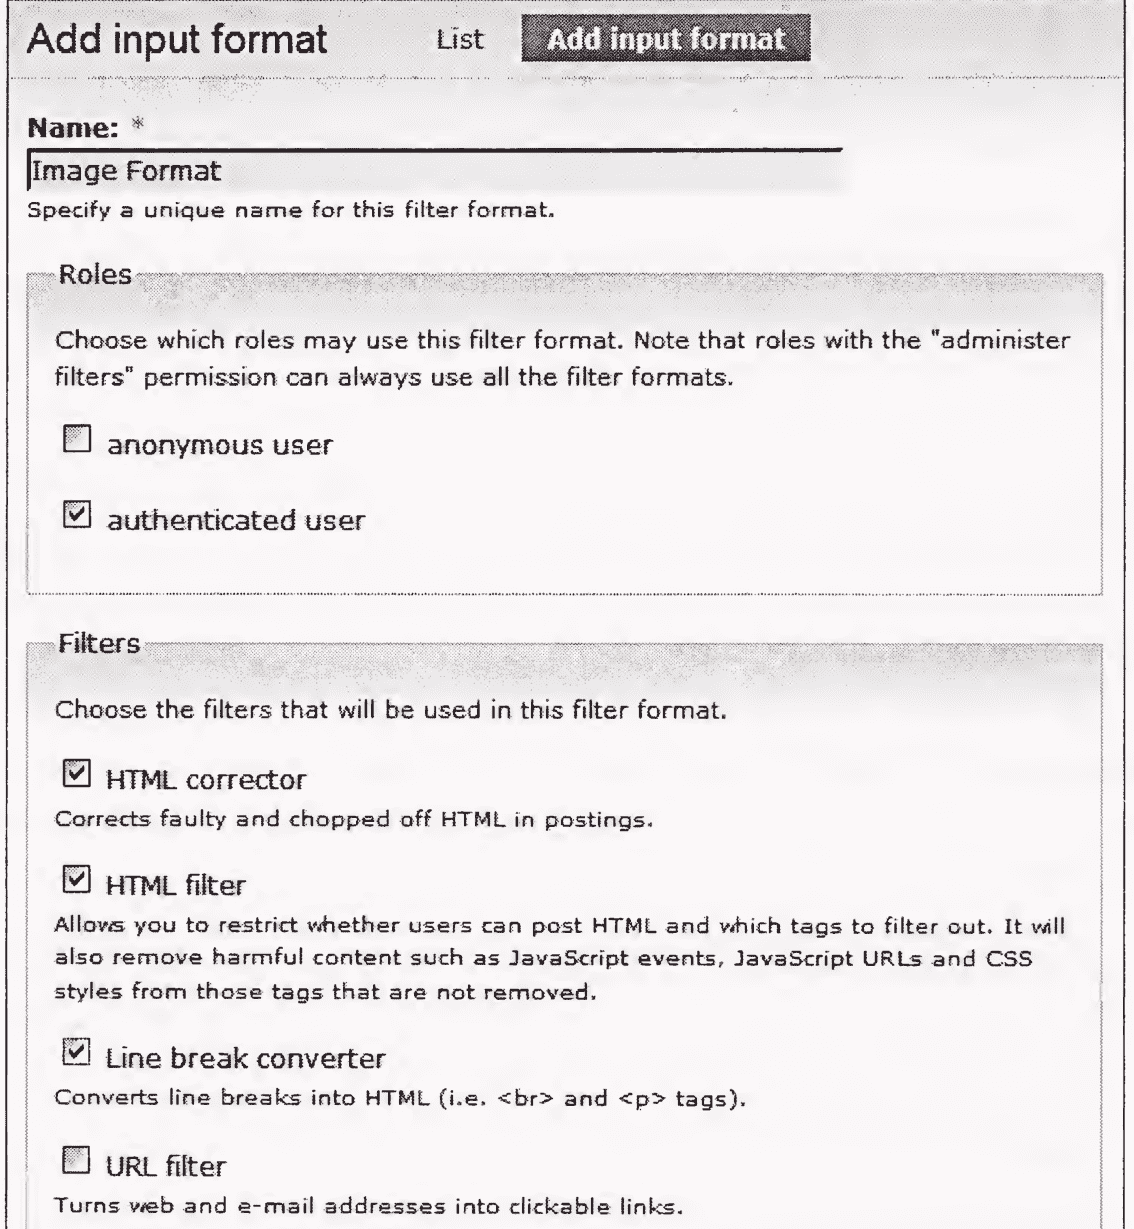 Add input format List Add input format
Name: *
Image Format
Specify a unique name for this filter format.
Roles
Choose which roles may use this filter format. Note that roles with the "administer
filters" permission can always use all the filter formats.
anonymous user
authenticated user
Filters
Choose the filters that will be used in this filter format.
HTML corrector
Corrects faulty and chopped off HTML in postings.
HTML filter
Allows you to restrict whether users can post HTML and which tags to filter out. It will
also remove harmful content such as JavaScript events, JavaScript URLs and CSS
styles from those tags that are not removed.
Line break converter
Converts line breaks into HTML (i.e. <br> and <p> tags).
URL filter
Turns web and e-mail addresses into clickable links.